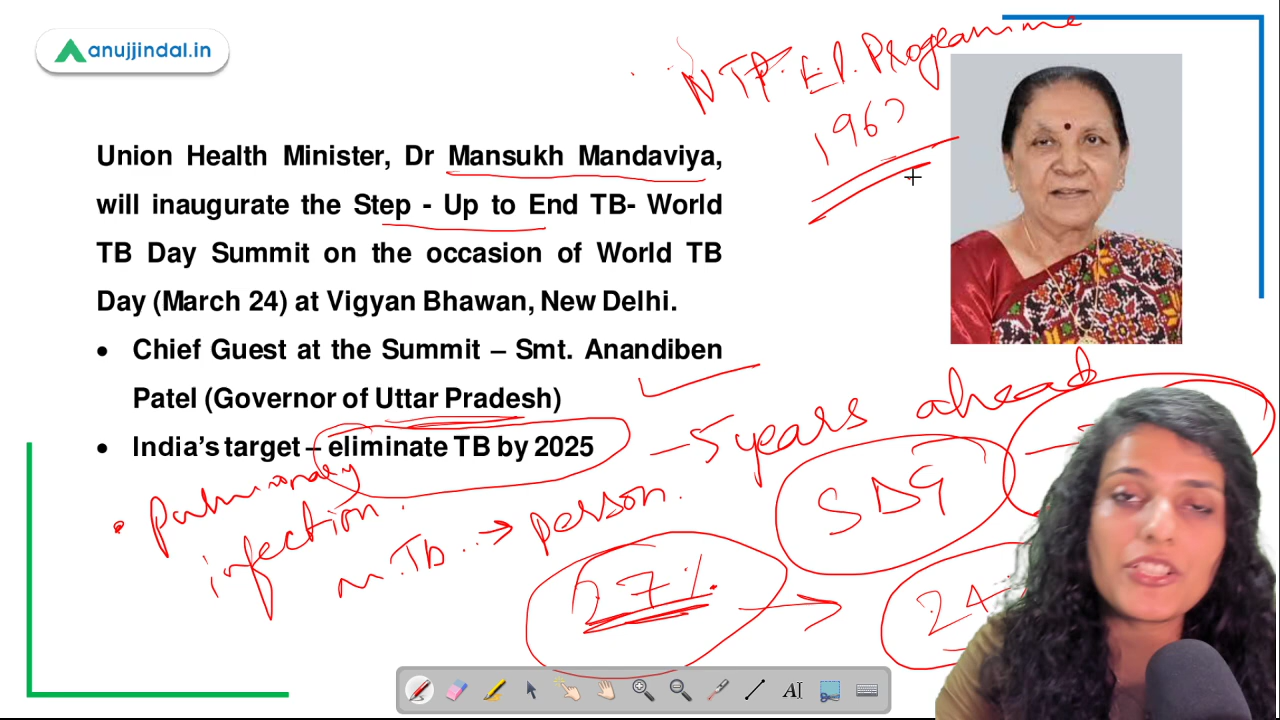 anujjindal.in
NTP. El. Programme
196
Union Health Minister, Dr Mansukh Mandaviya,
will inaugurate the Step - Up to End TB- World
TB Day Summit on the occasion of World TB
Day (March 24) at Vigyan Bhawan, New Delhi.
• Chief Guest at the Summit – Smt. Anandiben
Patel (Governor of Uttar Pradesh)
• India's target – eliminate TB by 2025
– 5 years ahead
SDG
• Pulmonary
infection.
m.Tb → person.
27% → 24
AI